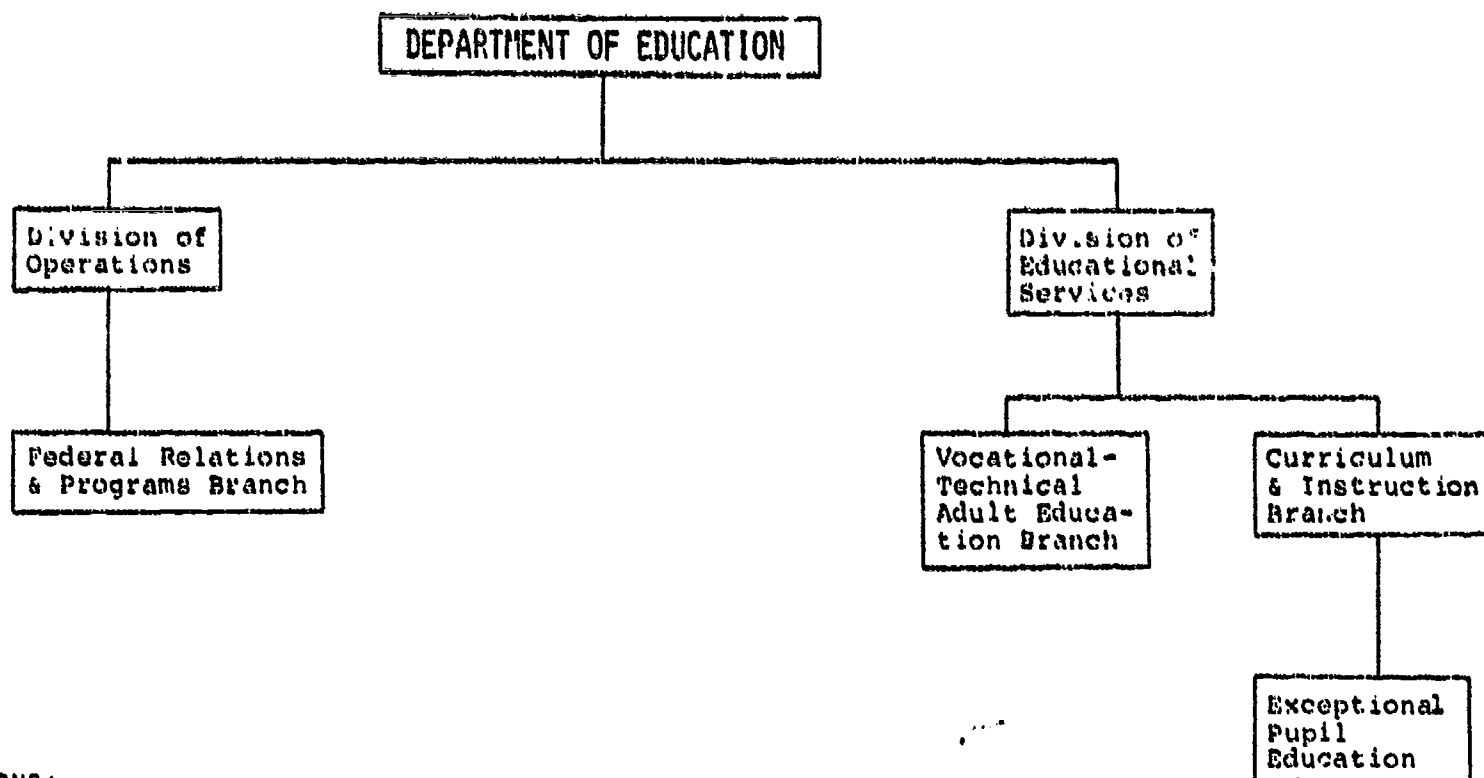 DEPARTMENT OF EDUCATION
Division of
Operations
Division of
Educational
Services
Federal Relations
& Programs Branch
Vocational-
Technical
Adult Educa-
tion Branch
Curriculum
& Instruction
Branch
Exceptional
Pupil
Education